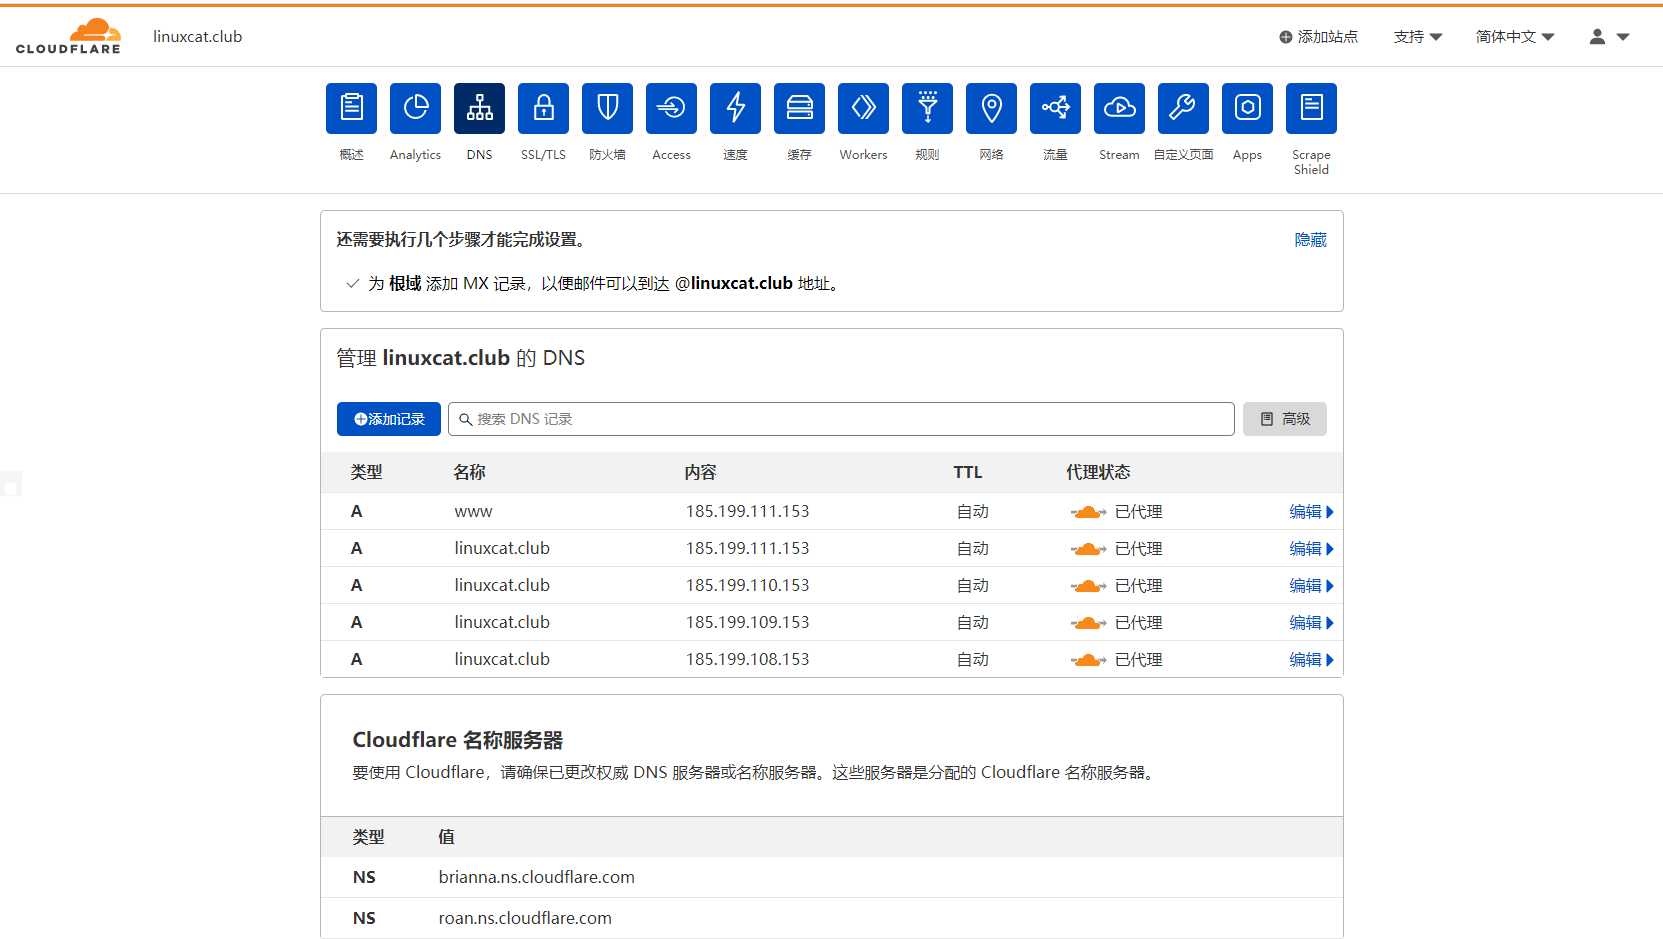 CLOUDFLARE
linuxcat.club
添加站点
支持
简体中文
概述
Analytics
DNS
SSL/TLS
防火墙
Access
速度
缓存
Workers
规则
网络
流量
Stream
自定义页面
Apps
Scrape
Shield
还需要执行几个步骤才能完成设置。
隐藏
为 根域 添加 MX 记录，以便邮件可以到达 @linuxcat.club 地址。
管理 linuxcat.club 的 DNS
添加记录
搜索 DNS 记录
高级
类型 名称 内容 TTL 代理状态
A www 185.199.111.153 自动 已代理 编辑
A linuxcat.club 185.199.111.153 自动 已代理 编辑
A linuxcat.club 185.199.110.153 自动 已代理 编辑
A linuxcat.club 185.199.109.153 自动 已代理 编辑
A linuxcat.club 185.199.108.153 自动 已代理 编辑
Cloudflare 名称服务器
要使用 Cloudflare，请确保已更改权威 DNS 服务器或名称服务器。这些服务器是分配的 Cloudflare 名称服务器。
类型 值
NS brianna.ns.cloudflare.com
NS roan.ns.cloudflare.com